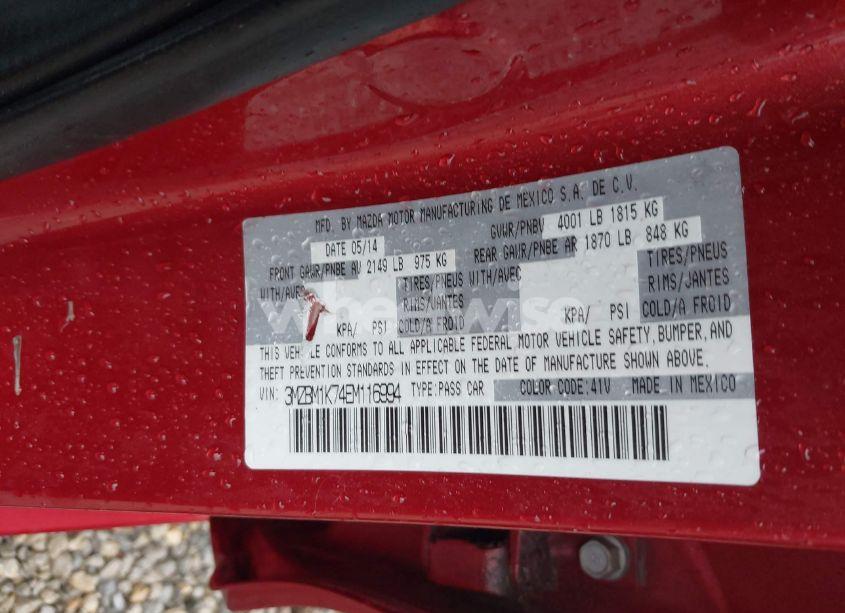 MFD. BY MAZDA MOTOR MANUFACTURING DE MEXICO S.A. DE C.V.
DATE 05/14 GVWR/PNBV 4001 LB 1815 KG
FRONT GAWR/PNBE AV 2149 LB 975 KG REAR GAWR/PNBE AR 1870 LB 848 KG
WITH/AVEC TIRES/PNEUS WITH/AVEC TIRES/PNEUS
RIMS/JANTES RIMS/JANTES
KPA/ PSI COLD/A FROID KPA/ PSI COLD/A FROID
THIS VEHICLE CONFORMS TO ALL APPLICABLE FEDERAL MOTOR VEHICLE SAFETY, BUMPER, AND
THEFT PREVENTION STANDARDS IN EFFECT ON THE DATE OF MANUFACTURE SHOWN ABOVE.
VIN: 3MZBM1K74EM116994 TYPE:PASS CAR COLOR CODE:41V MADE IN MEXICO